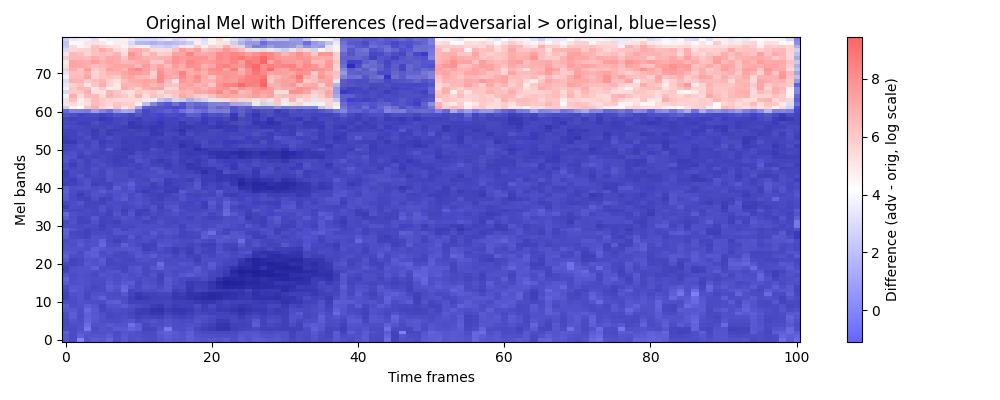 Original Mel with Differences (red=adversarial > original, blue=less)
Mel bands
70
60
50
40
30
20
10
0
0 20 40 60 80 100
Time frames
8
6
4
2
0
Difference (adv - orig, log scale)